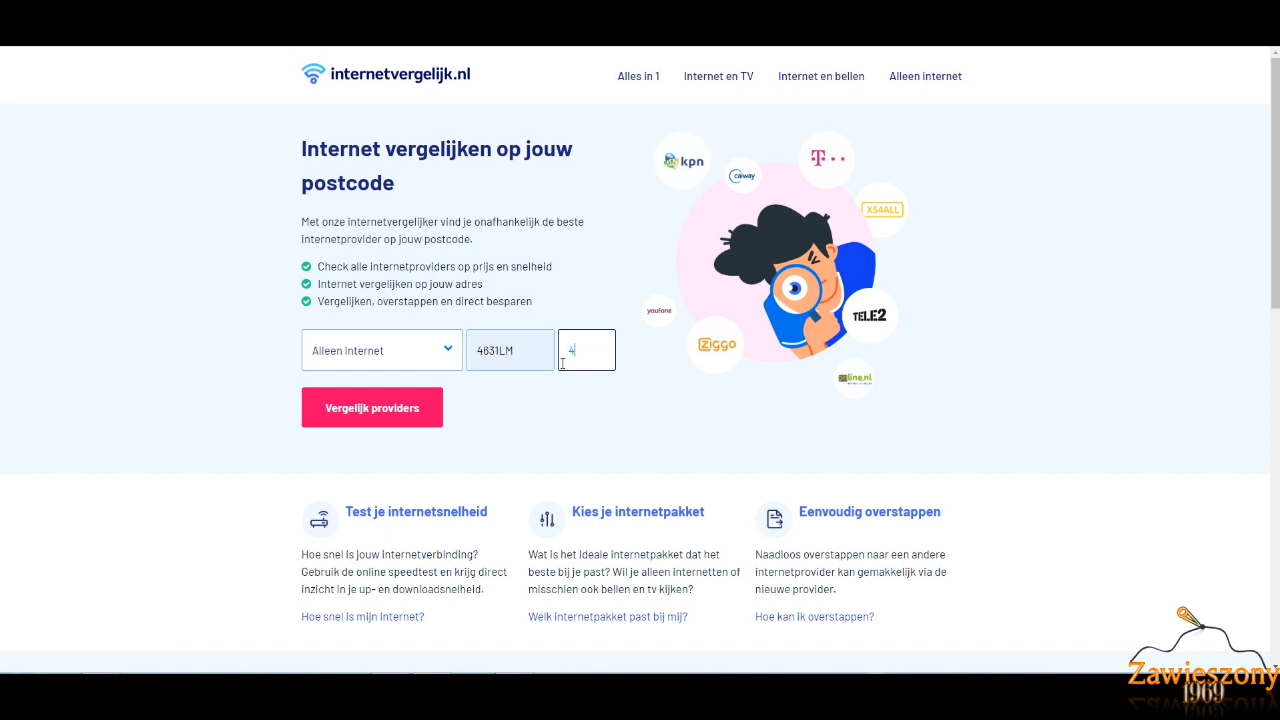 internetvergelijk.nl
Alles in 1 Internet en TV Internet en bellen Alleen internet
Internet vergelijken op jouw
postcode
Met onze internetvergelijker vind je onafhankelijk de beste
internetprovider op jouw postcode.
Check alle internetproviders op prijs en snelheid
Internet vergelijken op jouw adres
Vergelijken, overstappen en direct besparen
Alleen internet 4631LM 4
Vergelijk providers
kpn
caiway
T
XS4ALL
youfone
TELE2
Ziggo
online.nl
Test je internetsnelheid
Hoe snel is jouw internetverbinding?
Gebruik de online speedtest en krijg direct
inzicht in je up- en downloadsnelheid.
Hoe snel is mijn internet?
Kies je internetpakket
Wat is het ideale internetpakket dat het
beste bij je past? Wil je alleen internetten of
misschien ook bellen en tv kijken?
Welk internetpakket past bij mij?
Eenvoudig overstappen
Naadloos overstappen naar een andere
internetprovider kan gemakkelijk via de
nieuwe provider.
Hoe kan ik overstappen?
Zawieszony
1969